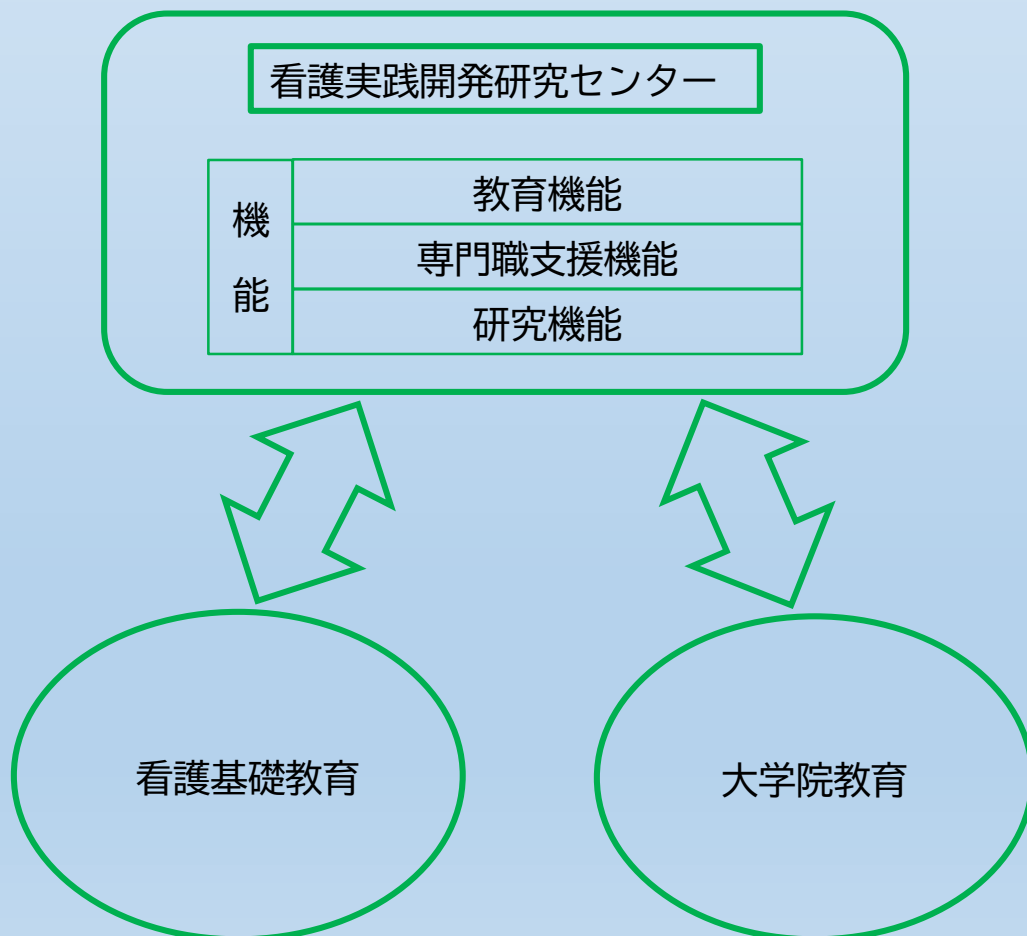 看護実践開発研究センター
機能
教育機能
専門職支援機能
研究機能
看護基礎教育
大学院教育